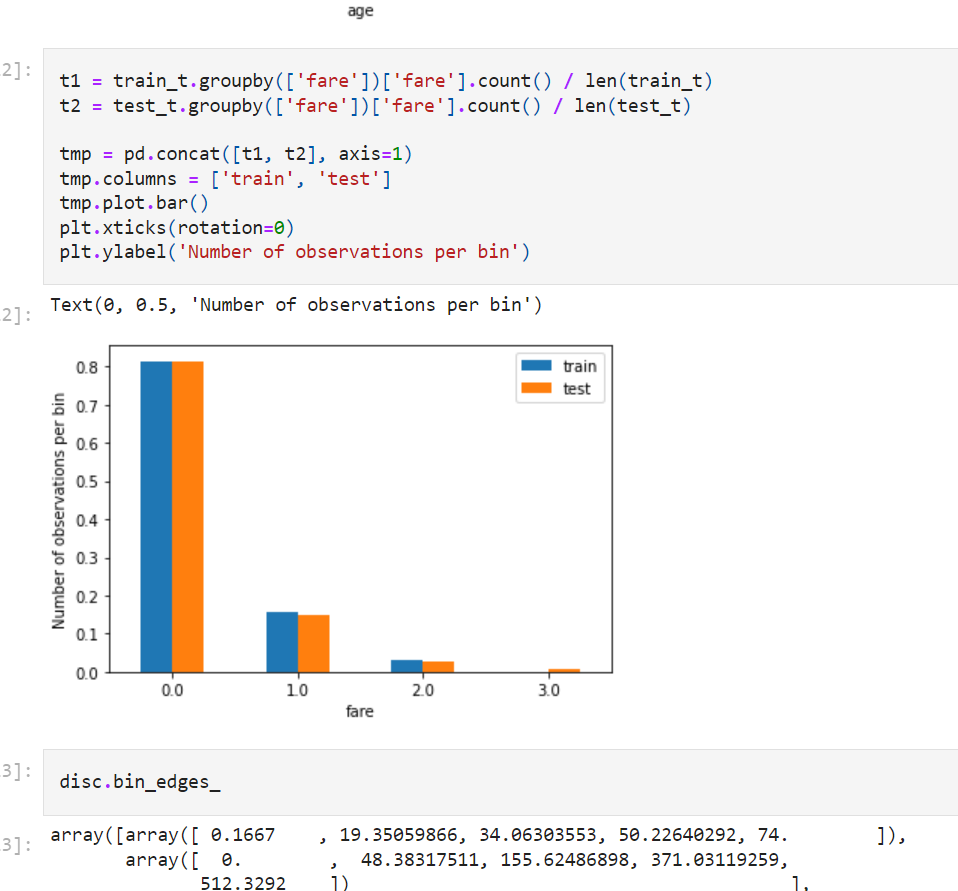 age
2]:
t1 = train_t.groupby(['fare'])['fare'].count() / len(train_t)
t2 = test_t.groupby(['fare'])['fare'].count() / len(test_t)
tmp = pd.concat([t1, t2], axis=1)
tmp.columns = ['train', 'test']
tmp.plot.bar()
plt.xticks(rotation=0)
plt.ylabel('Number of observations per bin')
2]:
Text(0, 0.5, 'Number of observations per bin')
Number of observations per bin
0.8
0.7
0.6
0.5
0.4
0.3
0.2
0.1
0.0
train
test
0.0 1.0 2.0 3.0
fare
3]:
disc.bin_edges_
3]:
array([array([ 0.1667    , 19.35059866, 34.06303553, 50.22640292, 74.        ]),
       array([  0.        ,  48.38317511, 155.62486898, 371.03119259,
              512.3292    ])                                          ],